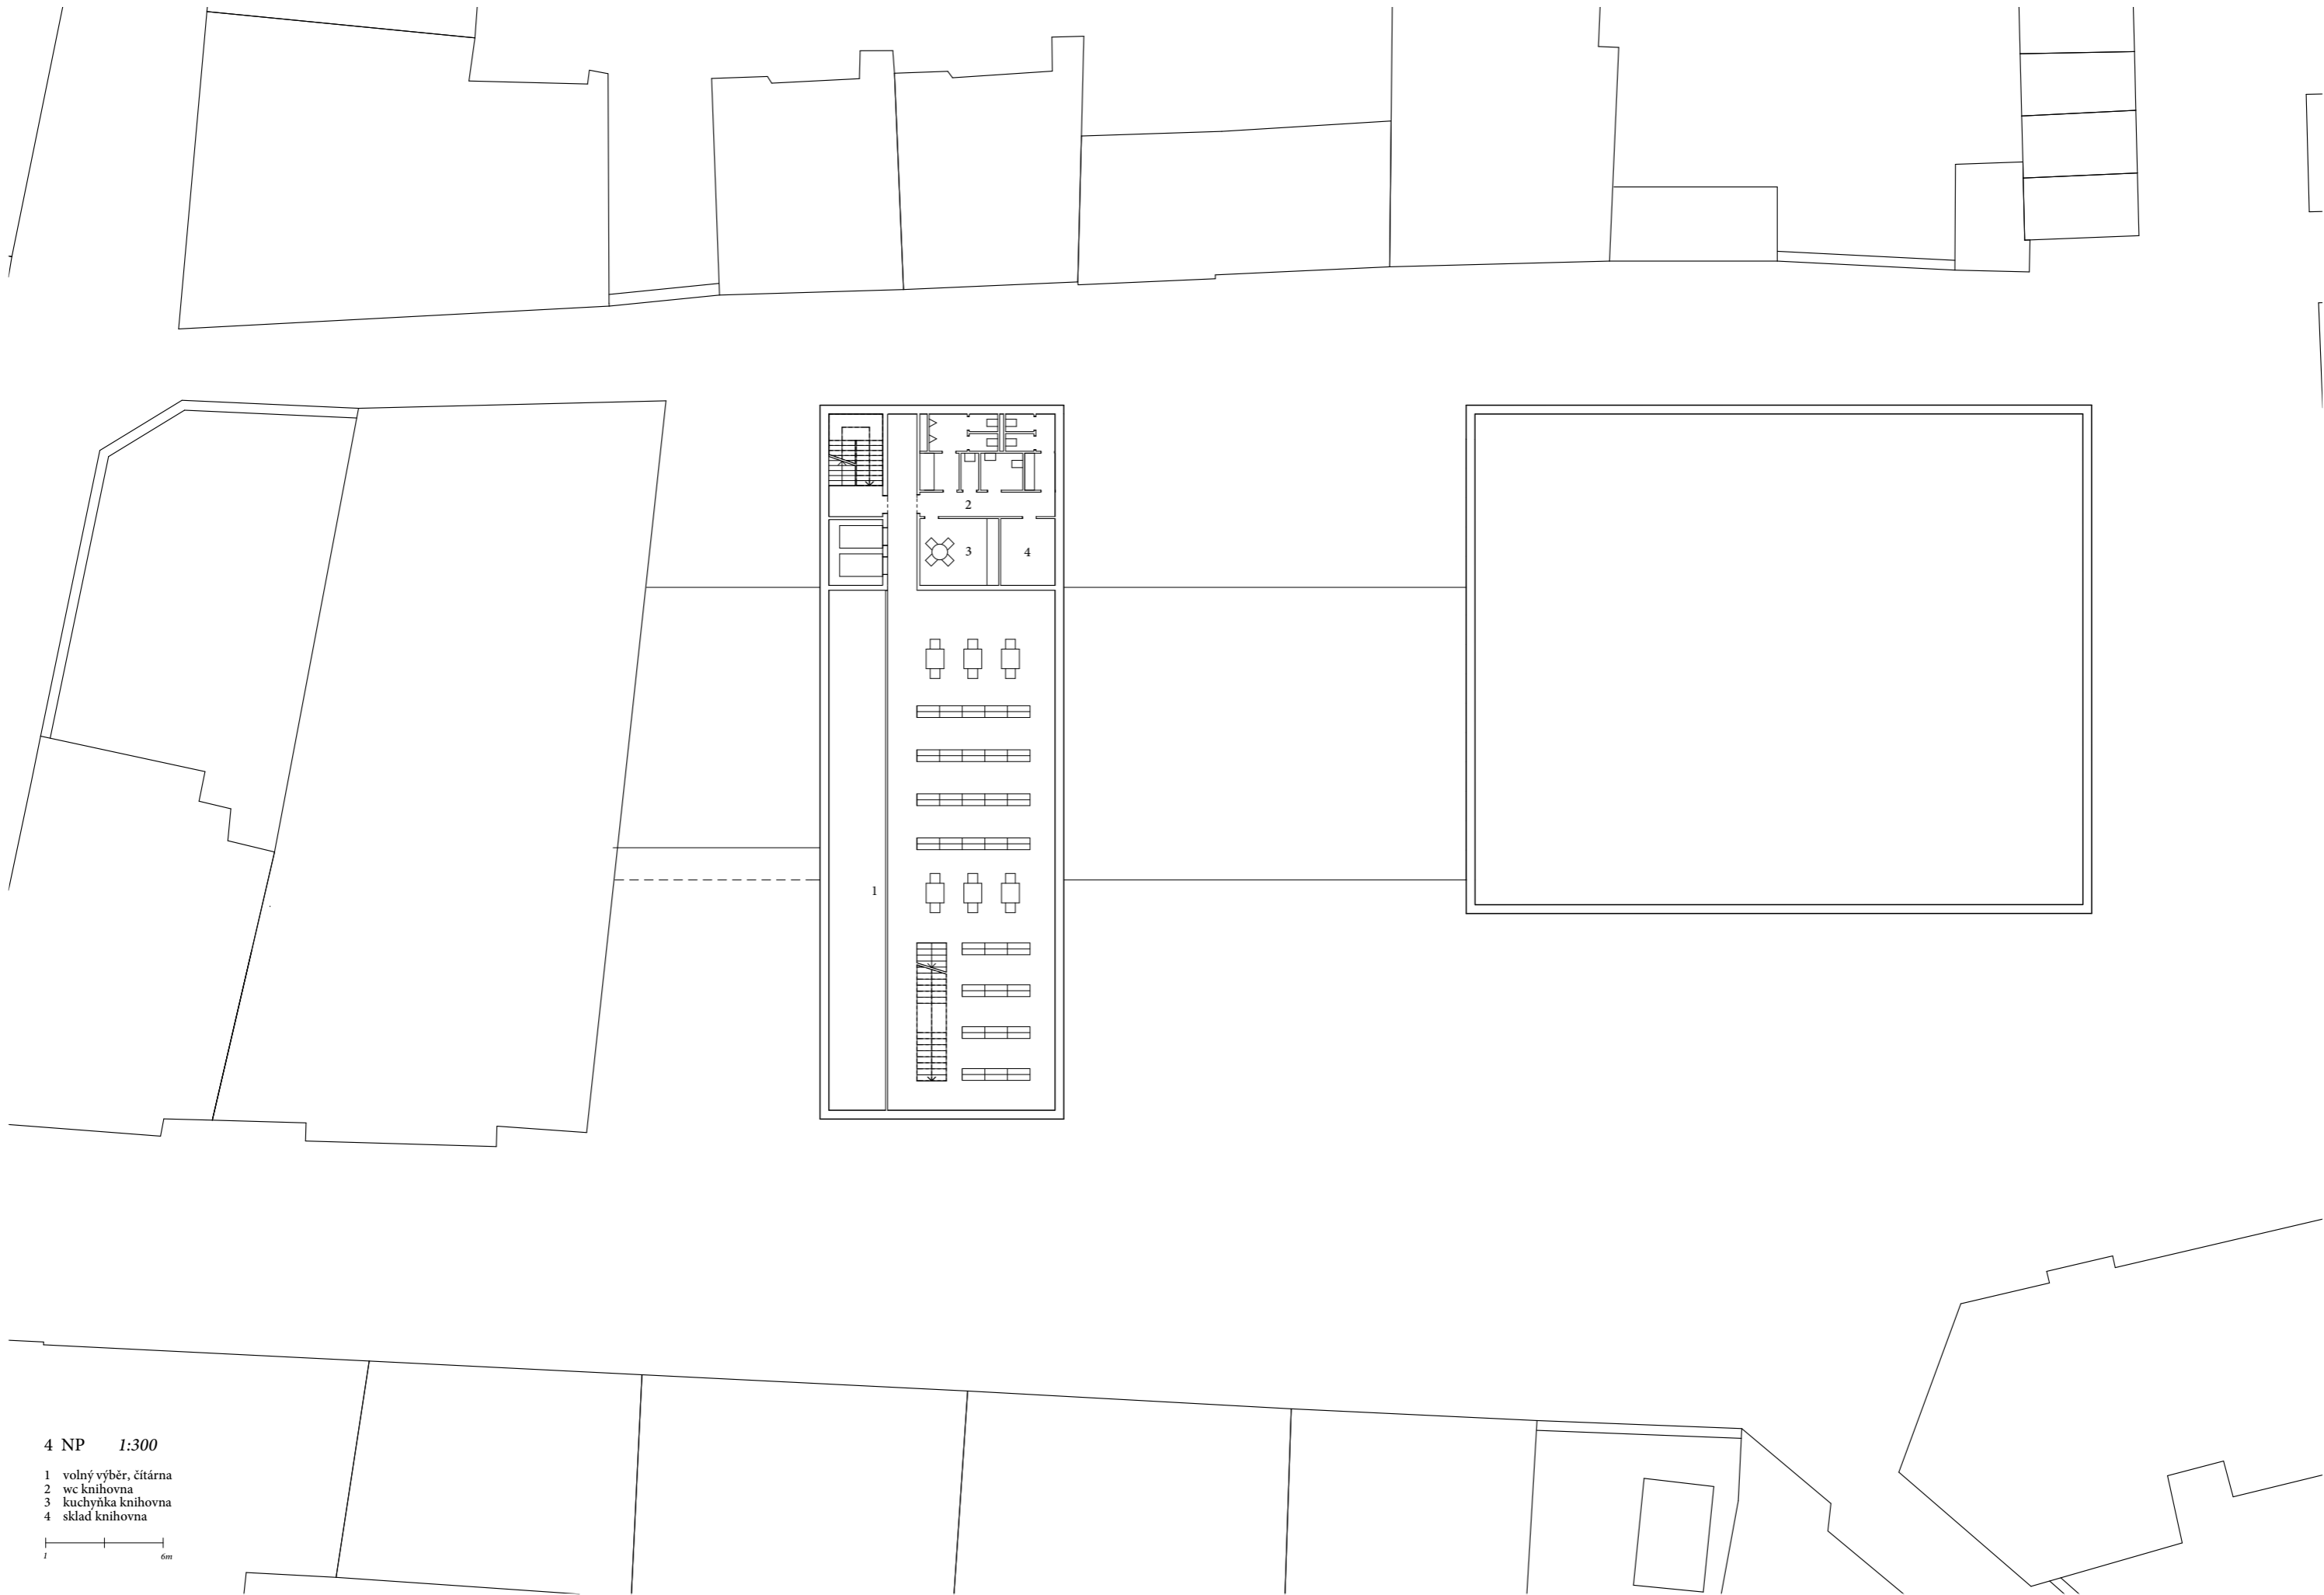 2
3
4
1
4 NP 1:300
1 volný výběr, čítárna
2 wc knihovna
3 kuchyňka knihovna
4 sklad knihovna
1 6m